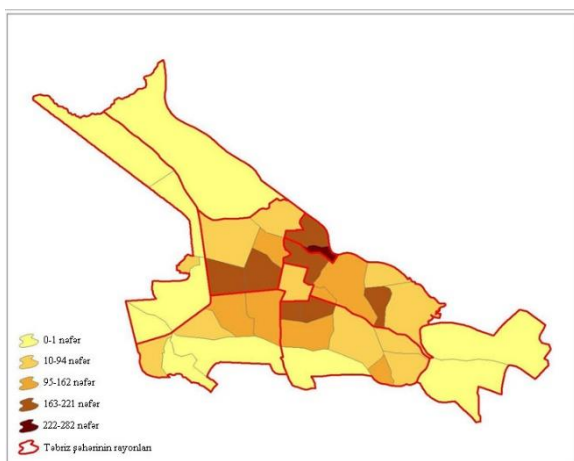 0-1 nəfər
10-94 nəfər
95-162 nəfər
163-221 nəfər
222-282 nəfər
Təbriz şəhərinin rayonları